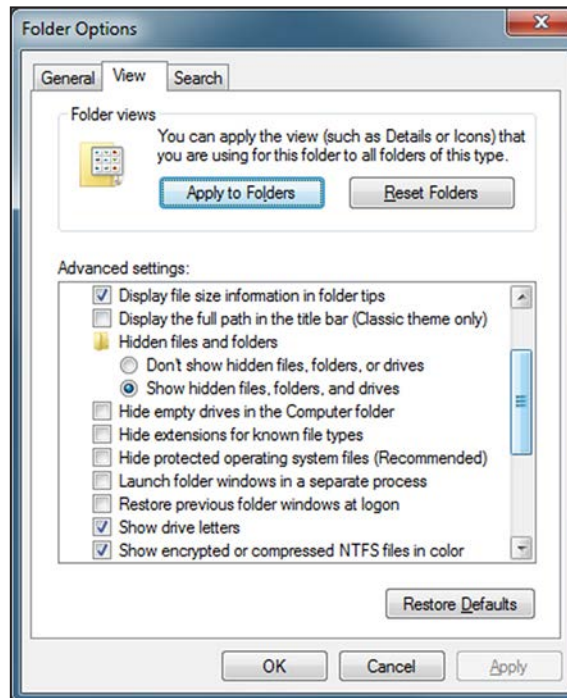 Folder Options
General View Search
Folder views
You can apply the view (such as Details or Icons) that
you are using for this folder to all folders of this type.
Apply to Folders Reset Folders
Advanced settings:
Display file size information in folder tips
Display the full path in the title bar (Classic theme only)
Hidden files and folders
Don't show hidden files, folders, or drives
Show hidden files, folders, and drives
Hide empty drives in the Computer folder
Hide extensions for known file types
Hide protected operating system files (Recommended)
Launch folder windows in a separate process
Restore previous folder windows at logon
Show drive letters
Show encrypted or compressed NTFS files in color
Restore Defaults
OK Cancel Apply